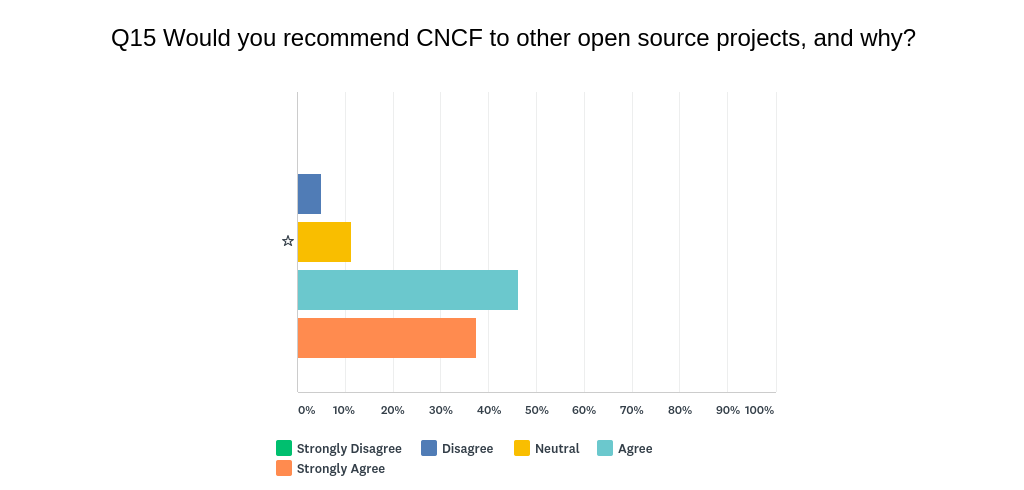 Q15 Would you recommend CNCF to other open source projects, and why?
☆
0% 10% 20% 30% 40% 50% 60% 70% 80% 90% 100%
Strongly Disagree Disagree Neutral Agree
Strongly Agree